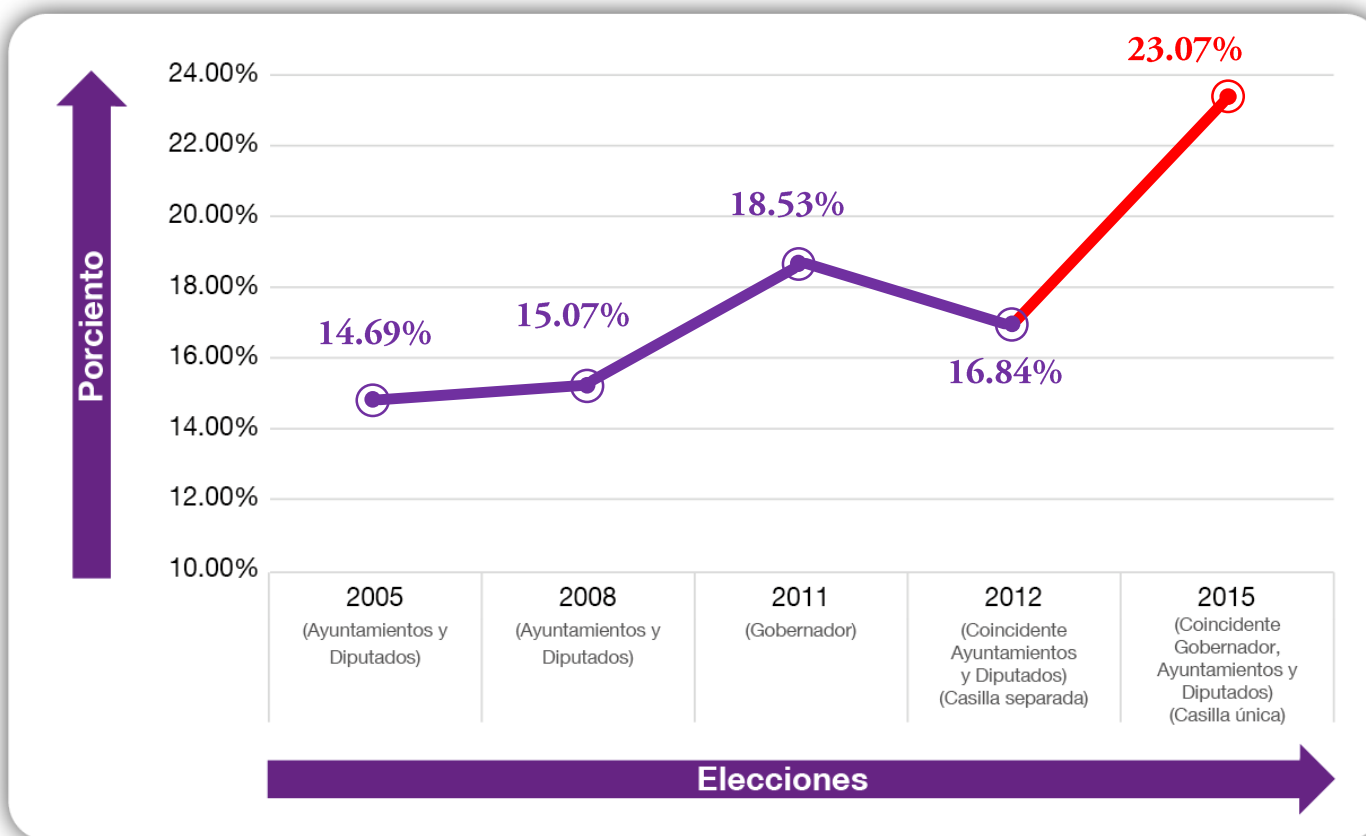 23.07%
24.00%
22.00%
20.00%
18.00%
16.00%
14.00%
12.00%
10.00%
Porciento
14.69%
15.07%
18.53%
16.84%
2005
(Ayuntamientos y
Diputados)
2008
(Ayuntamientos y
Diputados)
2011
(Gobernador)
2012
(Coincidente
Ayuntamientos
y Diputados)
(Casilla separada)
2015
(Coincidente
Gobernador,
Ayuntamientos y
Diputados)
(Casilla única)
Elecciones